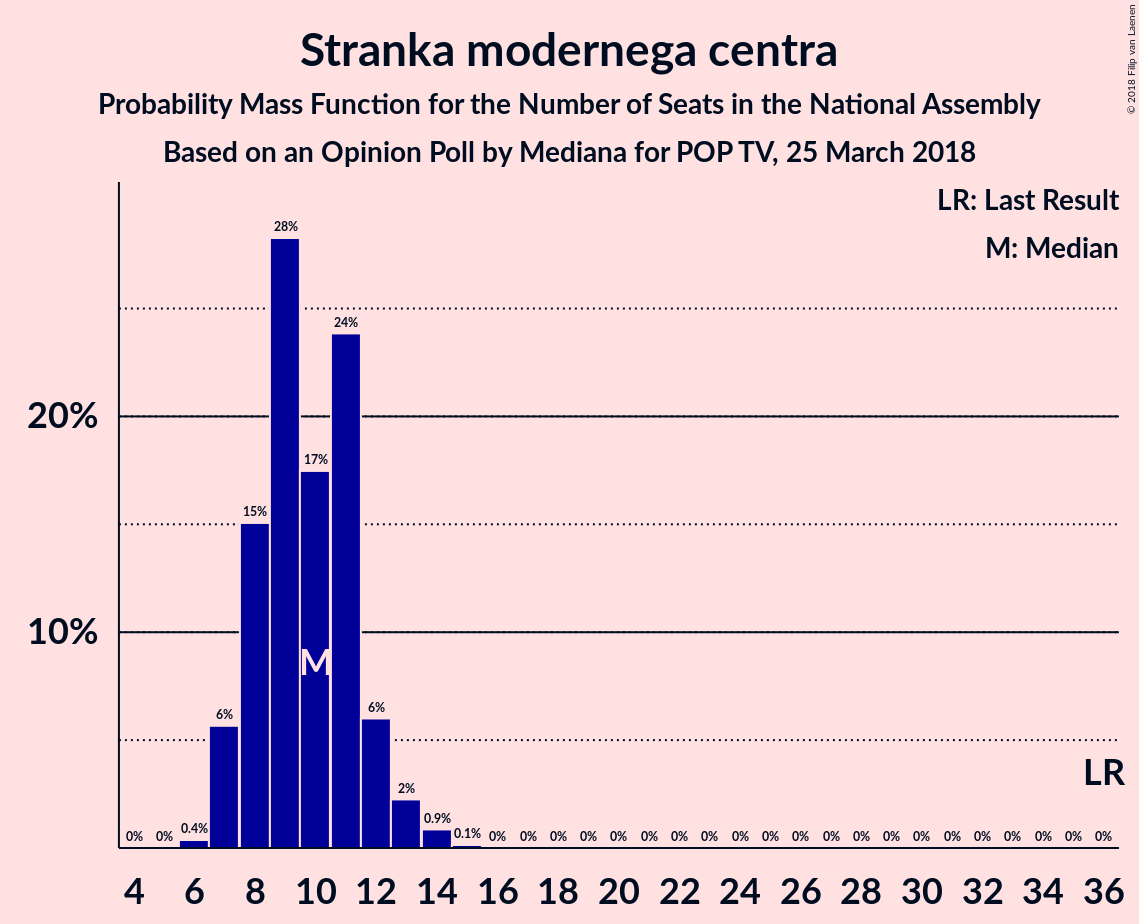 Stranka modernega centra
Probability Mass Function for the Number of Seats in the National Assembly
Based on an Opinion Poll by Mediana for POP TV, 25 March 2018
© 2018 Filip van Laenen
LR: Last Result
M: Median
28%
24%
20%
17%
15%
10%
M
6%
6%
LR
2%
0.9%
0% 0% 0.4% 0.1% 0% 0% 0% 0% 0% 0% 0% 0% 0% 0% 0% 0% 0% 0% 0% 0% 0% 0% 0% 0% 0%
4 6 8 10 12 14 16 18 20 22 24 26 28 30 32 34 36